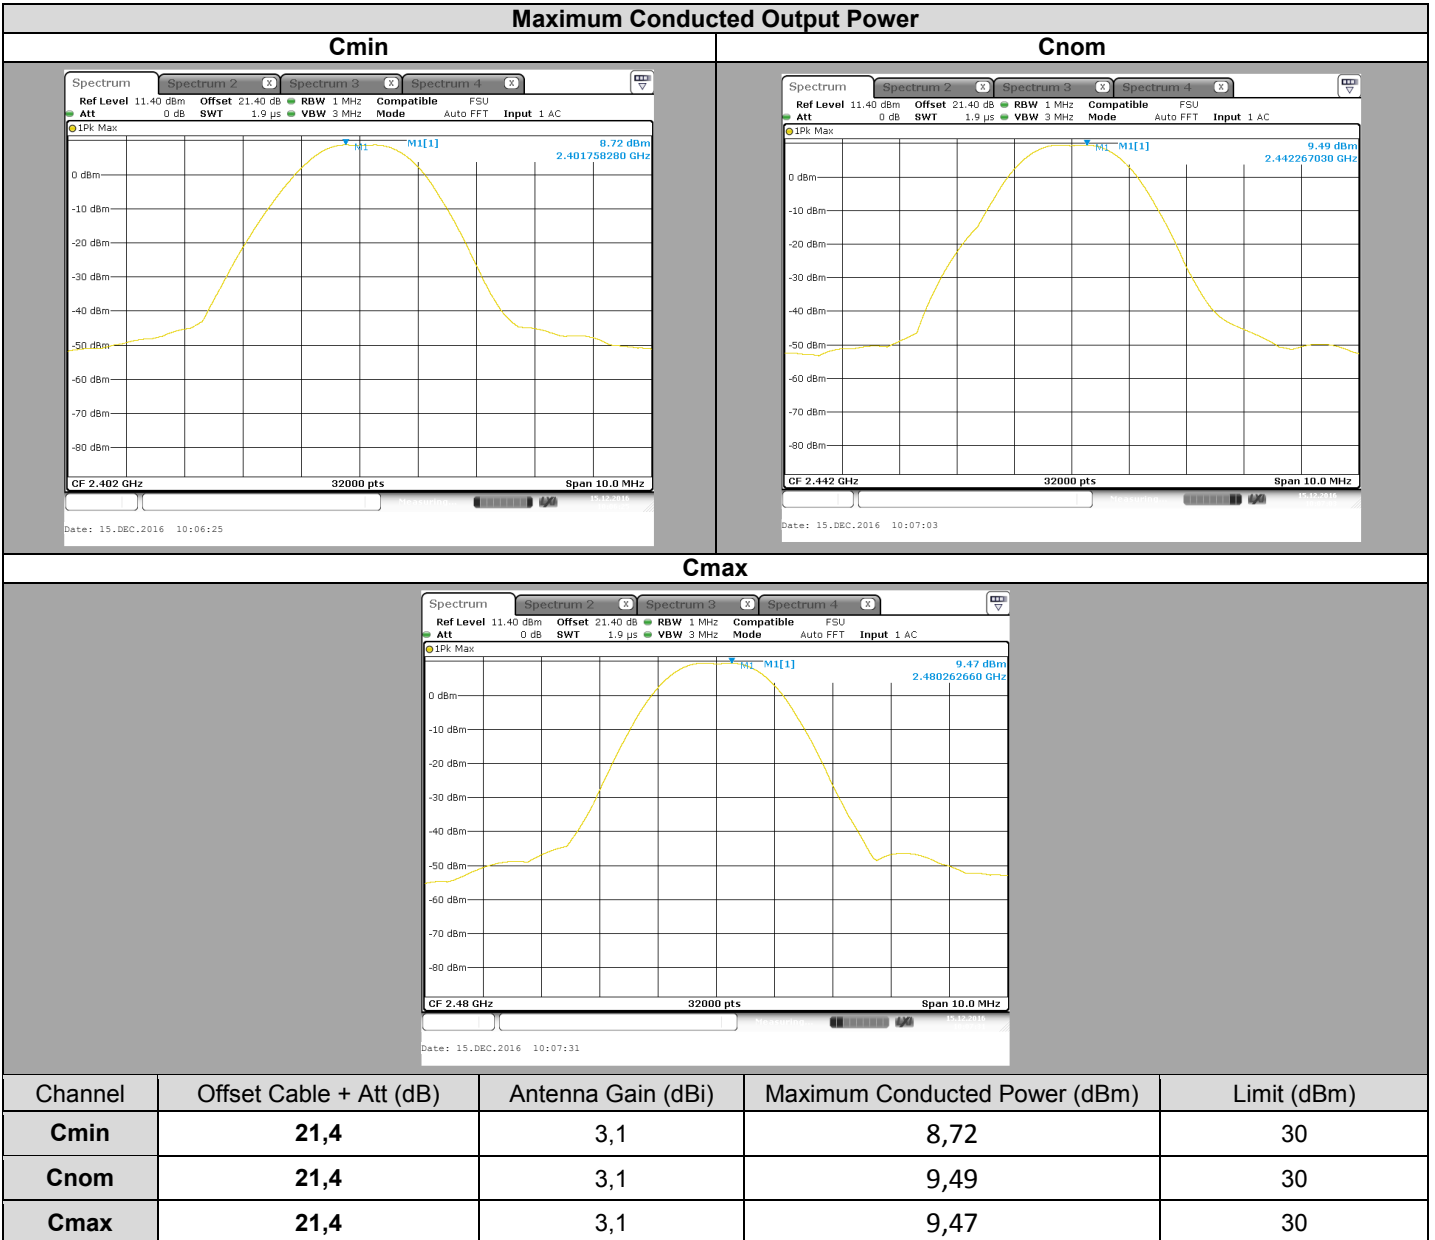 Maximum Conducted Output Power
Cmin
Cnom
Spectrum Spectrum 2 X Spectrum 3 X Spectrum 4 X
Ref Level 11.40 dBm Offset 21.40 dB RBW 1 MHz Compatible FSU
Att 0 dB SWT 1.9 µs VBW 3 MHz Mode Auto FFT Input 1 AC
1Pk Max
M1 M1[1] 8.72 dBm
2.401758280 GHz
0 dBm
-10 dBm
-20 dBm
-30 dBm
-40 dBm
-50 dBm
-60 dBm
-70 dBm
-80 dBm
CF 2.402 GHz 32000 pts Span 10.0 MHz
Measuring 15.12.2016
Date: 15.DEC.2016 10:06:25
Spectrum Spectrum 2 X Spectrum 3 X Spectrum 4 X
Ref Level 11.40 dBm Offset 21.40 dB RBW 1 MHz Compatible FSU
Att 0 dB SWT 1.9 µs VBW 3 MHz Mode Auto FFT Input 1 AC
1Pk Max
M1 M1[1] 9.49 dBm
2.442267030 GHz
0 dBm
-10 dBm
-20 dBm
-30 dBm
-40 dBm
-50 dBm
-60 dBm
-70 dBm
-80 dBm
CF 2.442 GHz 32000 pts Span 10.0 MHz
Measuring 15.12.2016
Date: 15.DEC.2016 10:07:03
Cmax
Spectrum Spectrum 2 X Spectrum 3 X Spectrum 4 X
Ref Level 11.40 dBm Offset 21.40 dB RBW 1 MHz Compatible FSU
Att 0 dB SWT 1.9 µs VBW 3 MHz Mode Auto FFT Input 1 AC
1Pk Max
M1 M1[1] 9.47 dBm
2.480262660 GHz
0 dBm
-10 dBm
-20 dBm
-30 dBm
-40 dBm
-50 dBm
-60 dBm
-70 dBm
-80 dBm
CF 2.48 GHz 32000 pts Span 10.0 MHz
Measuring 15.12.2016
Date: 15.DEC.2016 10:07:31
Channel Offset Cable + Att (dB) Antenna Gain (dBi) Maximum Conducted Power (dBm) Limit (dBm)
Cmin 21,4 3,1 8,72 30
Cnom 21,4 3,1 9,49 30
Cmax 21,4 3,1 9,47 30